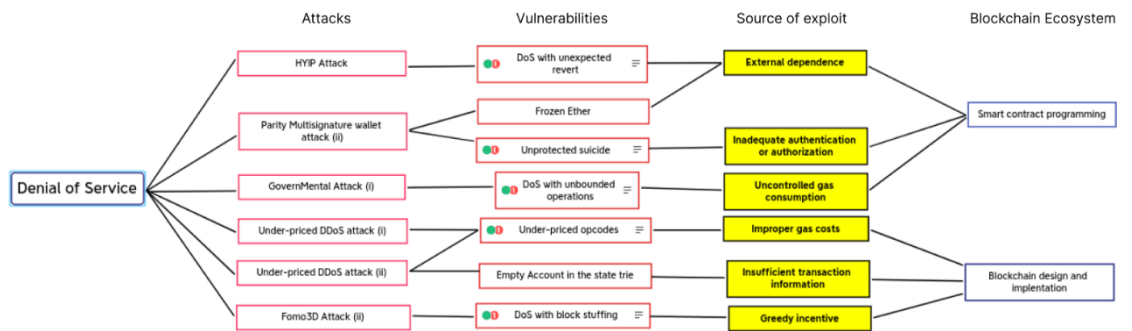 Attacks
Vulnerabilities
Source of exploit
Blockchain Ecosystem
Denial of Service
HYIP Attack
Parity Multisignature wallet
attack (ii)
GovernMental Attack (i)
Under-priced DDoS attack (i)
Under-priced DDoS attack (ii)
Fomo3D Attack (ii)
DoS with unexpected
revert
Frozen Ether
Unprotected suicide
DoS with unbounded
operations
Under-priced opcodes
Empty Account in the state trie
DoS with block stuffing
External dependence
Inadequate authentication
or authorization
Uncontrolled gas
consumption
Improper gas costs
Insufficient transaction
information
Greedy incentive
Smart contract programming
Blockchain design and
implentation